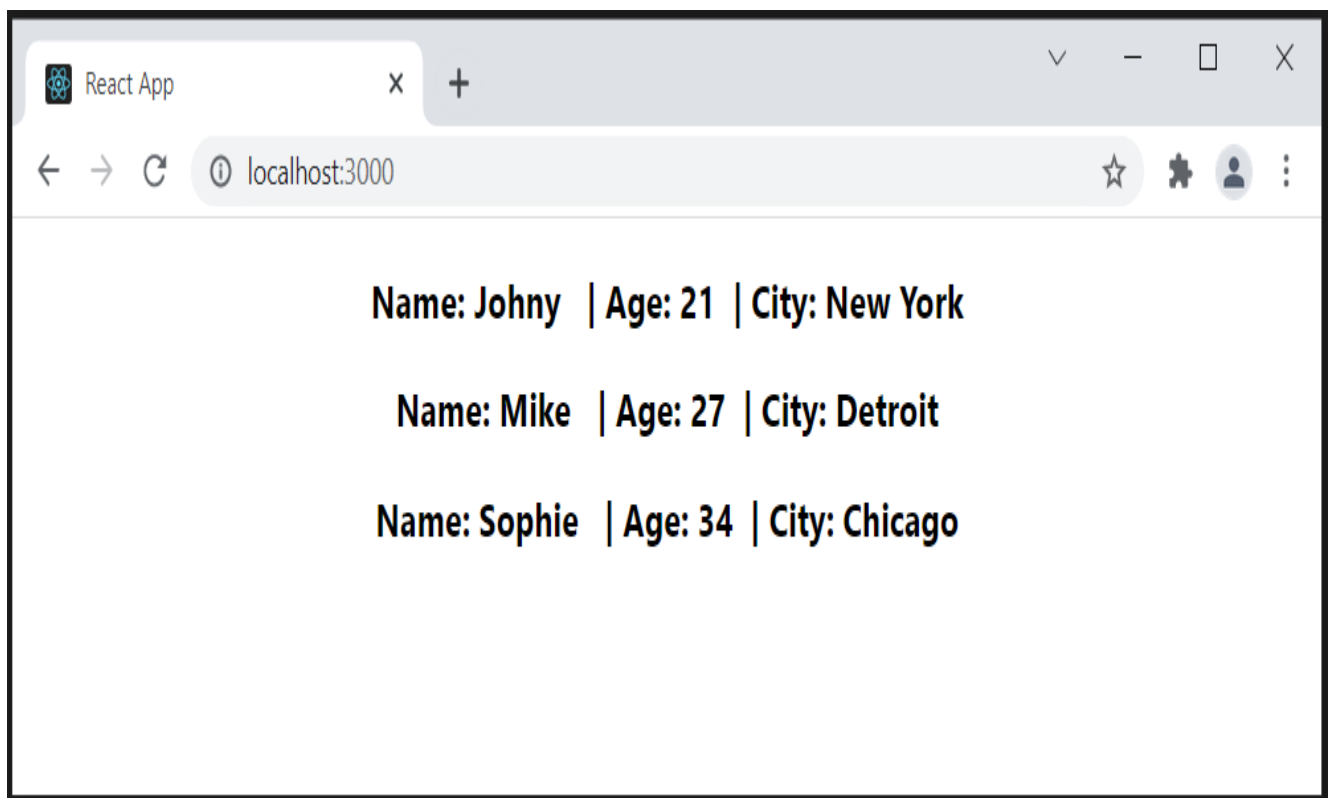 React App
localhost:3000
Name: Johny | Age: 21 | City: New York
Name: Mike | Age: 27 | City: Detroit
Name: Sophie | Age: 34 | City: Chicago